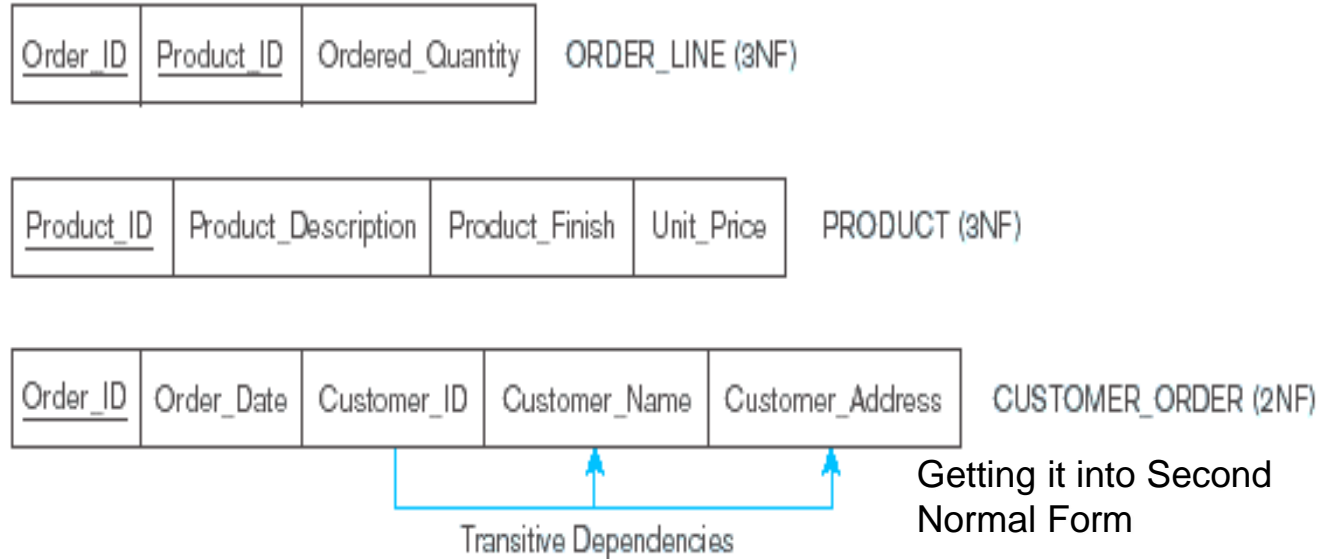 Order_ID Product_ID Ordered_Quantity ORDER_LINE (3NF)
Product_ID Product_Description Product_Finish Unit_Price PRODUCT (3NF)
Order_ID Order_Date Customer_ID Customer_Name Customer_Address CUSTOMER_ORDER (2NF)
Transitive Dependencies
Getting it into Second
Normal Form